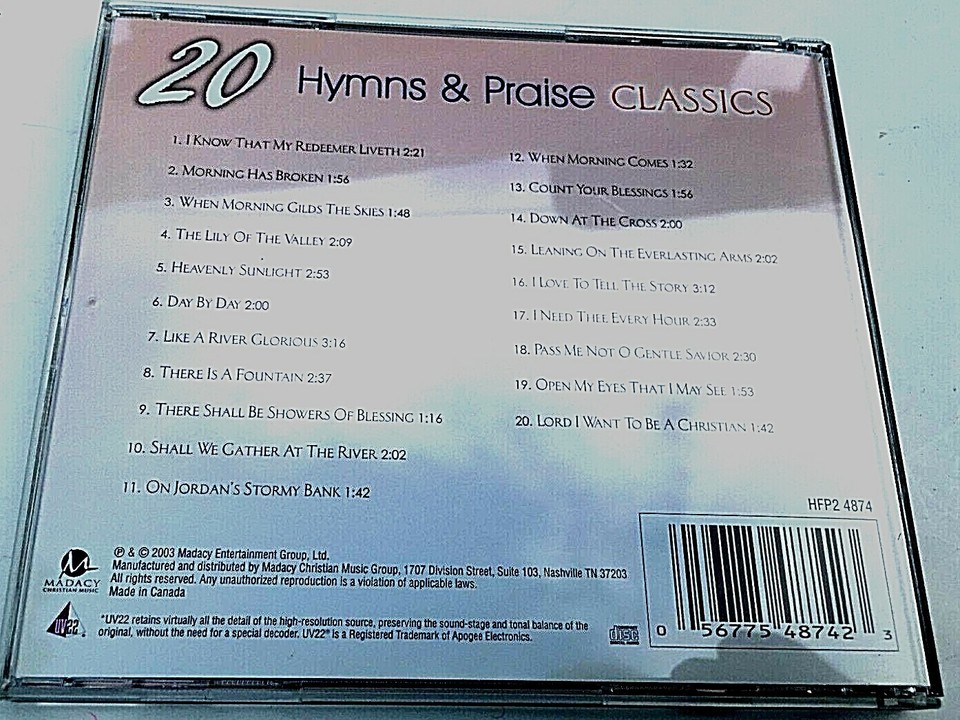 20 Hymns & Praise CLASSICS
1. I KNOW THAT MY REDEEMER LIVETH 2:21
2. MORNING HAS BROKEN 1:56
3. WHEN MORNING GILDS THE SKIES 1:48
4. THE LILY OF THE VALLEY 2:09
5. HEAVENLY SUNLIGHT 2:53
6. DAY BY DAY 2:00
7. LIKE A RIVER GLORIOUS 3:16
8. THERE IS A FOUNTAIN 2:37
9. THERE SHALL BE SHOWERS OF BLESSING 1:16
10. SHALL WE GATHER AT THE RIVER 2:02
11. ON JORDAN'S STORMY BANK 1:42
12. WHEN MORNING COMES 1:32
13. COUNT YOUR BLESSINGS 1:56
14. DOWN AT THE CROSS 2:00
15. LEANING ON THE EVERLASTING ARMS 2:02
16. I LOVE TO TELL THE STORY 3:12
17. I NEED THEE EVERY HOUR 2:33
18. PASS ME NOT O GENTLE SAVIOR 2:30
19. OPEN MY EYES THAT I MAY SEE 1:53
20. LORD I WANT TO BE A CHRISTIAN 1:42
HFP2 4874
MADACY
CHRISTIAN MUSIC
℗ & © 2003 Madacy Entertainment Group, Ltd.
Manufactured and distributed by Madacy Christian Music Group, 1707 Division Street, Suite 103, Nashville TN 37203
All rights reserved. Any unauthorized reproduction is a violation of applicable laws.
Made in Canada
UV22
*UV22 retains virtually all the detail of the high-resolution source, preserving the sound-stage and tonal balance of the
original, without the need for a special decoder. UV22® is a Registered Trademark of Apogee Electronics.
disc
0 56775 48742 3